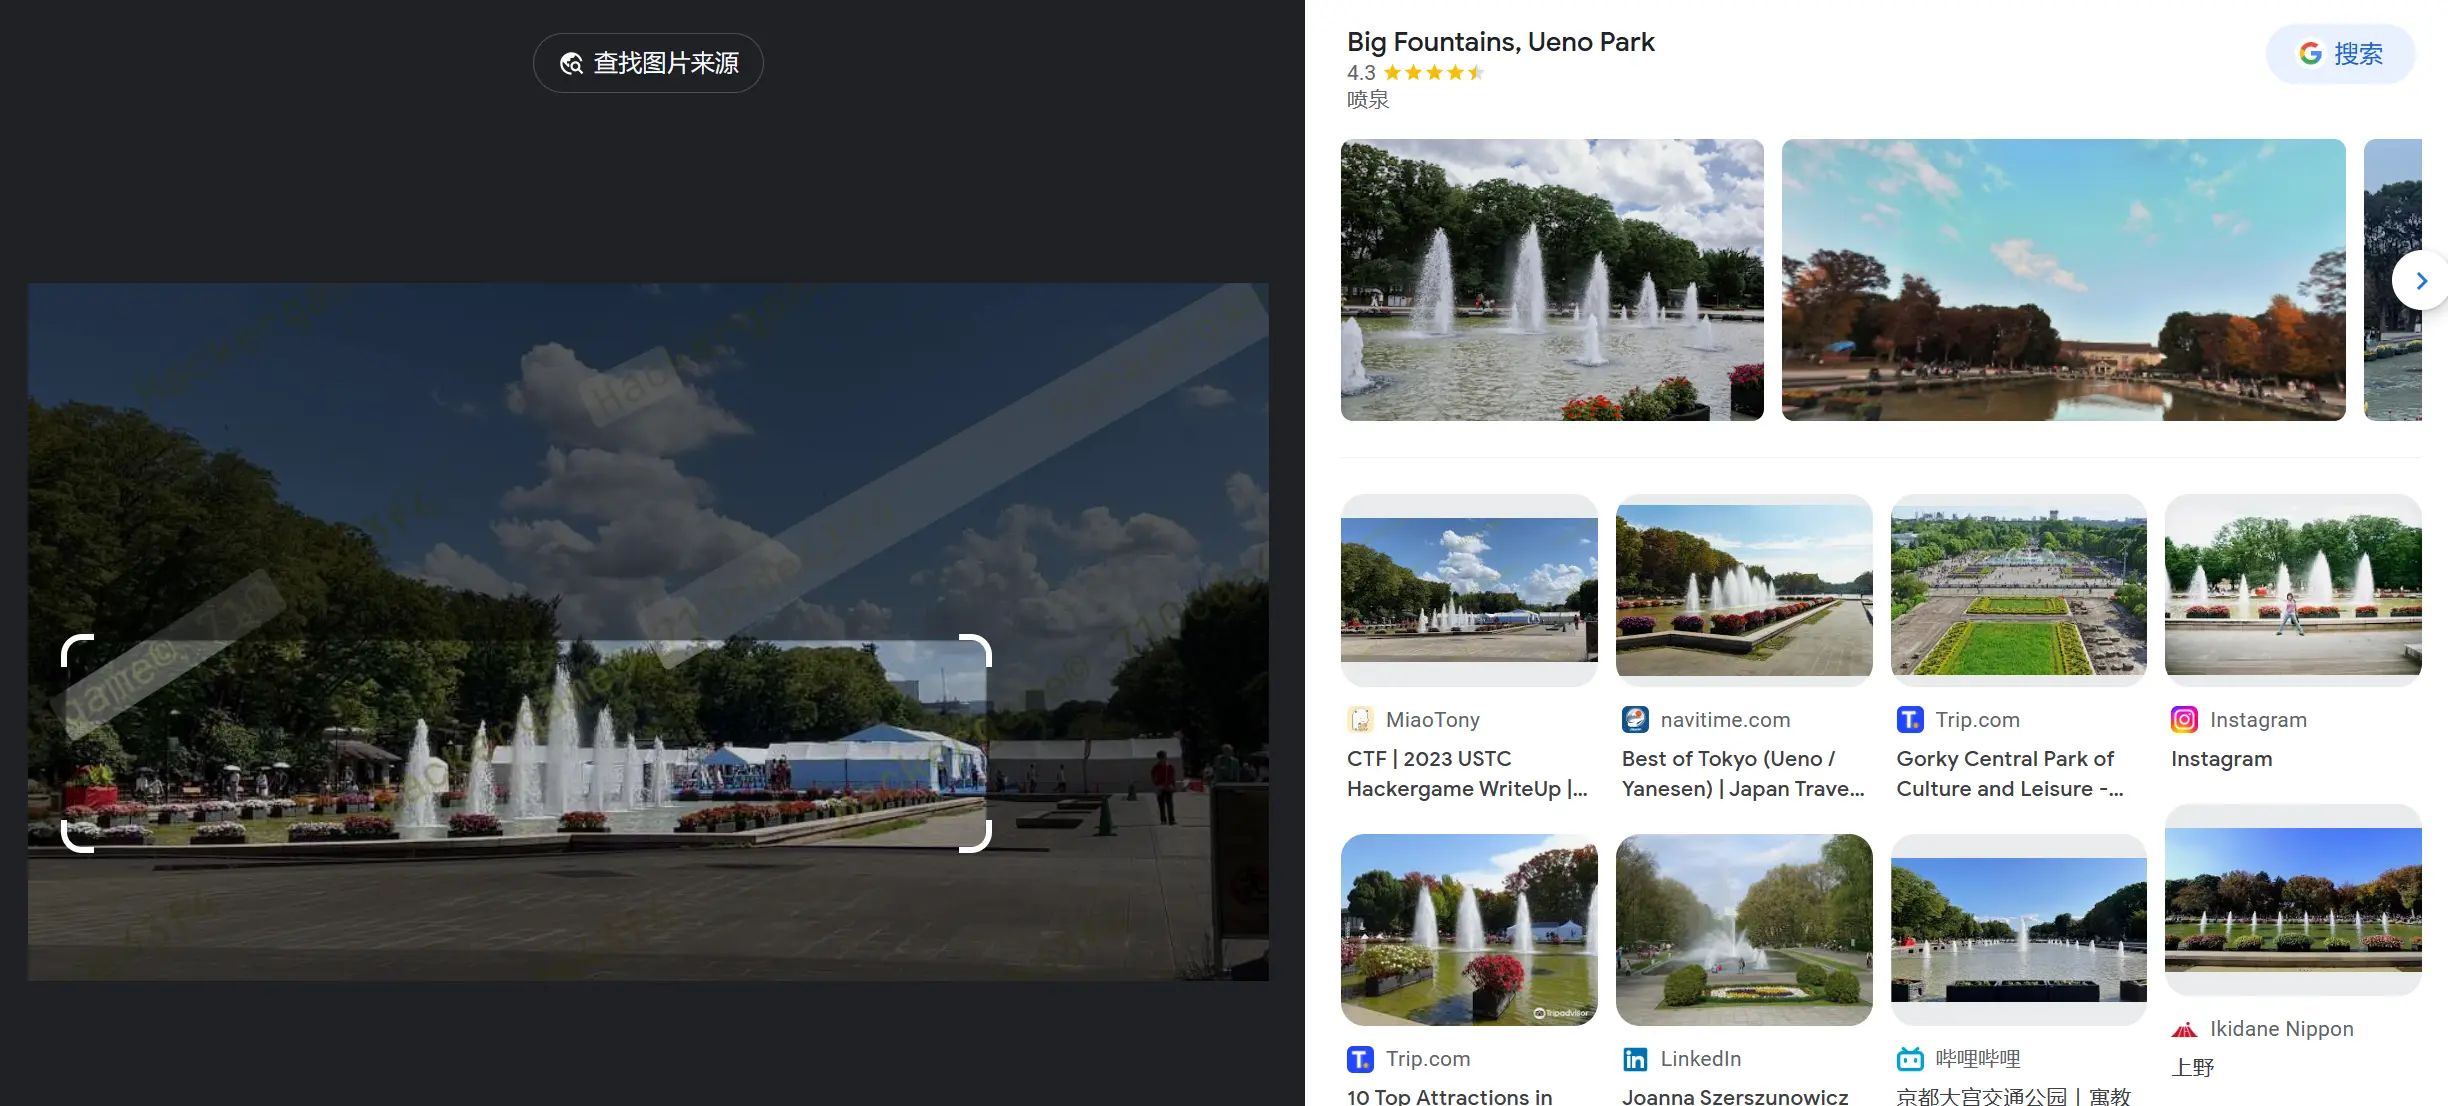 查找图片来源
Big Fountains, Ueno Park
4.3
喷泉
搜索
Hackergame
game©
MiaoTony
CTF | 2023 USTC
Hackergame WriteUp |...
navitime.com
Best of Tokyo (Ueno /
Yanesen) | Japan Trave...
Trip.com
Gorky Central Park of
Culture and Leisure -...
Instagram
Instagram
Tripadvisor
Trip.com
10 Top Attractions in
LinkedIn
Joanna Szerszunowicz
哔哩哔哩
京都大宫交通公园 | 寓教
Ikidane Nippon
上野